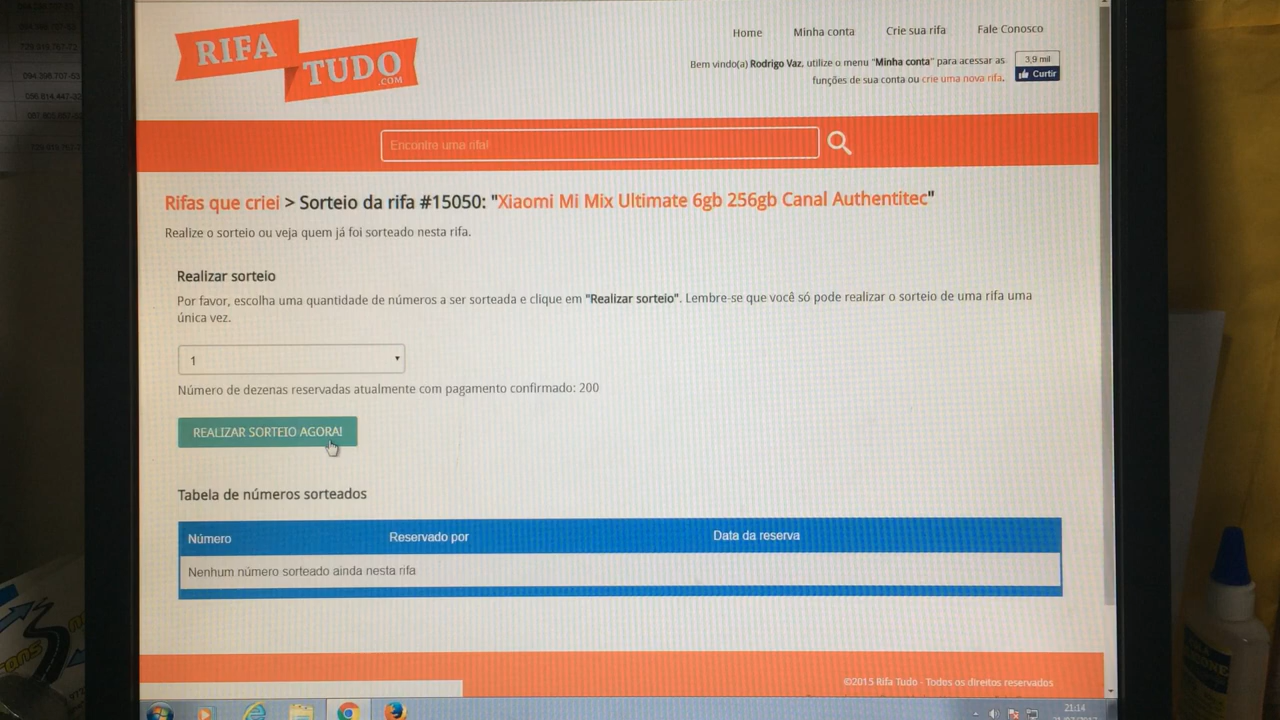 RIFA
TUDO
.COM
Home Minha conta Crie sua rifa Fale Conosco
Bem vindo(a) Rodrigo Vaz, utilize o menu "Minha conta" para acessar as
funções de sua conta ou crie uma nova rifa.
3,9 mil
Curtir
Encontre uma rifa!
Rifas que criei > Sorteio da rifa #15050: "Xiaomi Mi Mix Ultimate 6gb 256gb Canal Authentitec"
Realize o sorteio ou veja quem já foi sorteado nesta rifa.
Realizar sorteio
Por favor, escolha uma quantidade de números a ser sorteada e clique em "Realizar sorteio". Lembre-se que você só pode realizar o sorteio de uma rifa uma
única vez.
1
Número de dezenas reservadas atualmente com pagamento confirmado: 200
REALIZAR SORTEIO AGORA!
Tabela de números sorteados
Número Reservado por Data da reserva
Nenhum número sorteado ainda nesta rifa
©2015 Rifa Tudo - Todos os direitos reservados
21:14